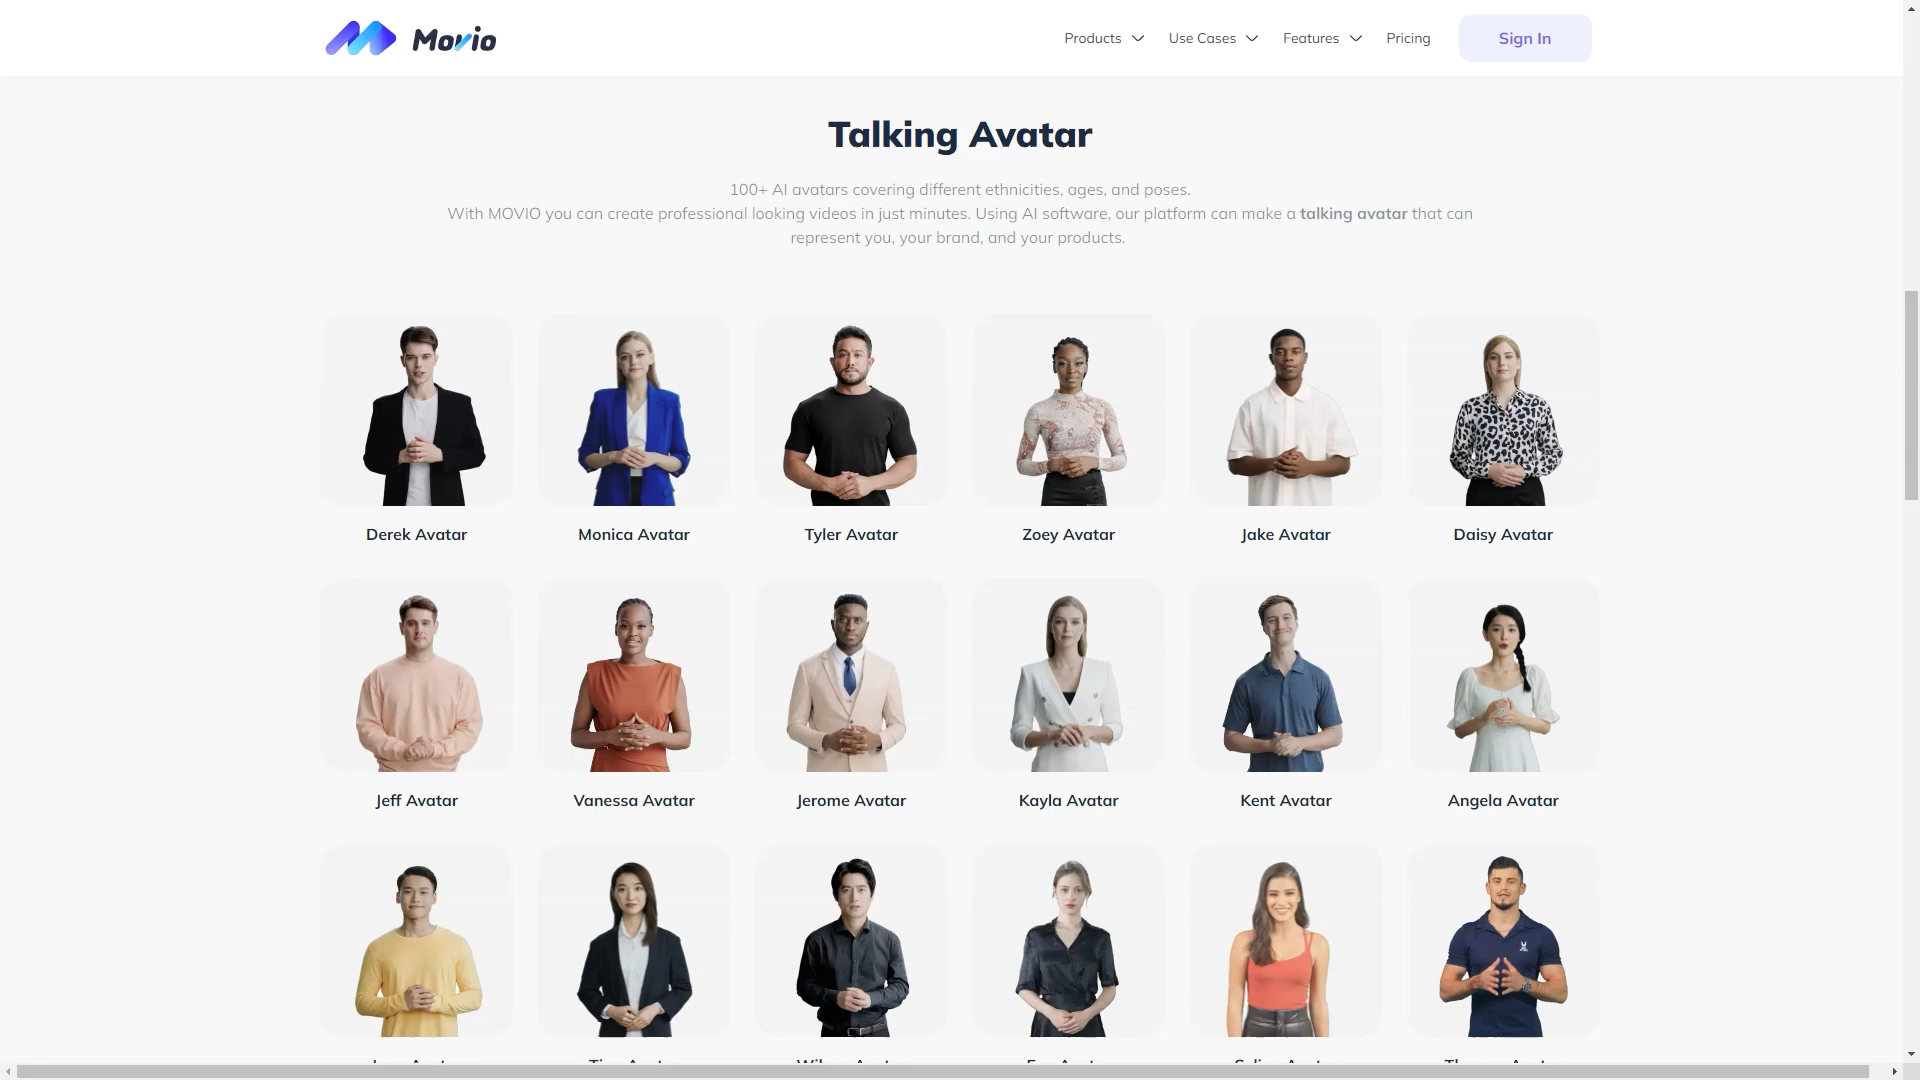 Movio
Products
Use Cases
Features
Pricing
Sign In
Talking Avatar
100+ AI avatars covering different ethnicities, ages, and poses.
With MOVIO you can create professional looking videos in just minutes. Using AI software, our platform can make a talking avatar that can
represent you, your brand, and your products.
Derek Avatar
Monica Avatar
Tyler Avatar
Zoey Avatar
Jake Avatar
Daisy Avatar
Jeff Avatar
Vanessa Avatar
Jerome Avatar
Kayla Avatar
Kent Avatar
Angela Avatar